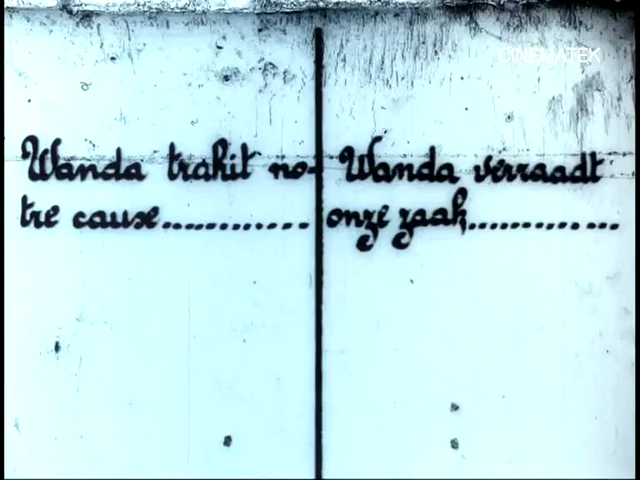 CINEMATEK
Wanda trahit no-
tre cause............
Wanda verraadt
onze zaak.............